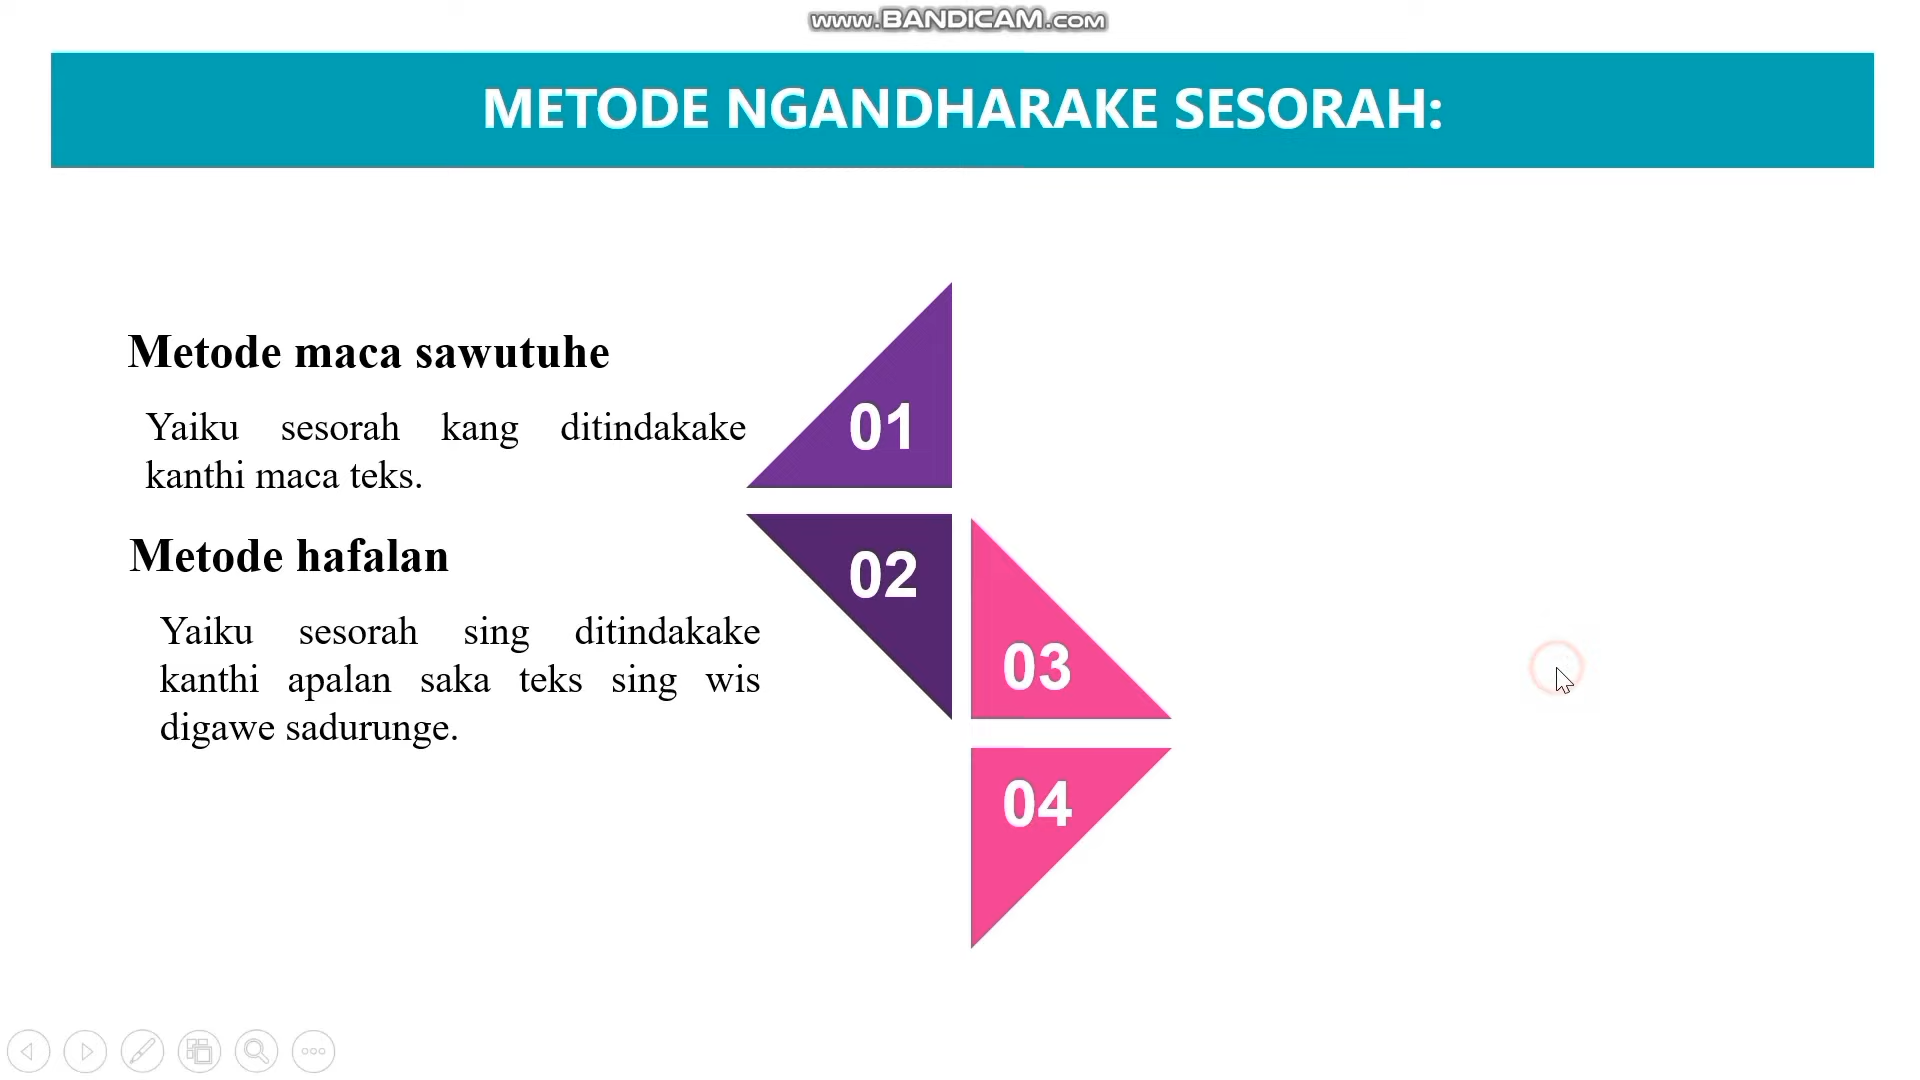 www.BANDICAM.com
METODE NGANDHARAKE SESORAH:
Metode maca sawutuhe
Yaiku sesorah kang ditindakake
kanthi maca teks.
01
Metode hafalan
Yaiku sesorah sing ditindakake
kanthi apalan saka teks sing wis
digawe sadurunge.
02
03
04